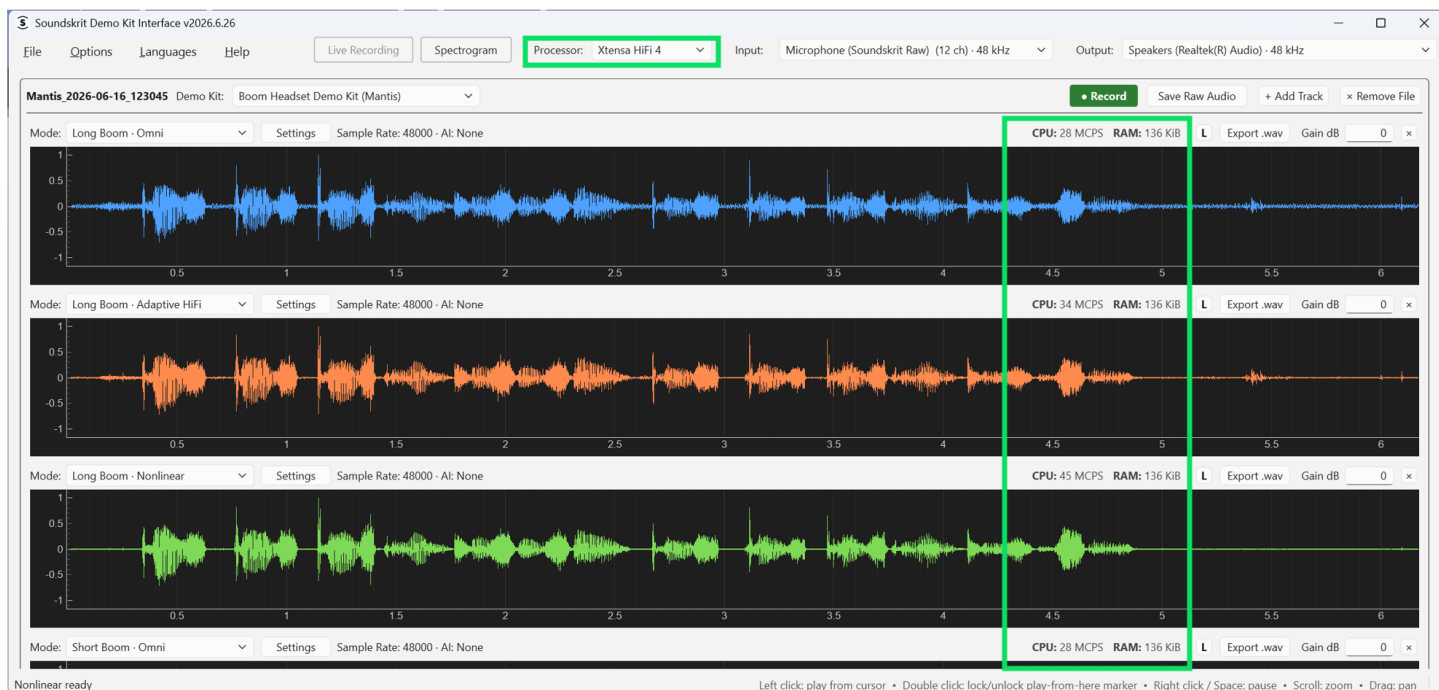 Soundskrit Demo Kit Interface v2026.6.26
File Options Languages Help Live Recording Spectrogram Processor: Xtensa HiFi 4 Input: Microphone (Soundskrit Raw) (12 ch) · 48 kHz Output: Speakers (Realtek(R) Audio) · 48 kHz
Mantis_2026-06-16_123045 Demo Kit: Boom Headset Demo Kit (Mantis) ● Record Save Raw Audio + Add Track × Remove File
Mode: Long Boom · Omni Settings Sample Rate: 48000 · AI: None CPU: 28 MCPS RAM: 136 KiB L Export .wav Gain dB 0 ×
1
0.5
0
-0.5
-1
0.5 1 1.5 2 2.5 3 3.5 4 4.5 5 5.5 6
Mode: Long Boom · Adaptive HiFi Settings Sample Rate: 48000 · AI: None CPU: 34 MCPS RAM: 136 KiB L Export .wav Gain dB 0 ×
1
0.5
0
-0.5
-1
0.5 1 1.5 2 2.5 3 3.5 4 4.5 5 5.5 6
Mode: Long Boom · Nonlinear Settings Sample Rate: 48000 · AI: None CPU: 45 MCPS RAM: 136 KiB L Export .wav Gain dB 0 ×
1
0.5
0
-0.5
-1
0.5 1 1.5 2 2.5 3 3.5 4 4.5 5 5.5 6
Mode: Short Boom · Omni Settings Sample Rate: 48000 · AI: None CPU: 28 MCPS RAM: 136 KiB L Export .wav Gain dB 0 ×
Nonlinear ready Left click: play from cursor • Double click: lock/unlock play-from-here marker • Right click / Space: pause • Scroll: zoom • Drag: pan